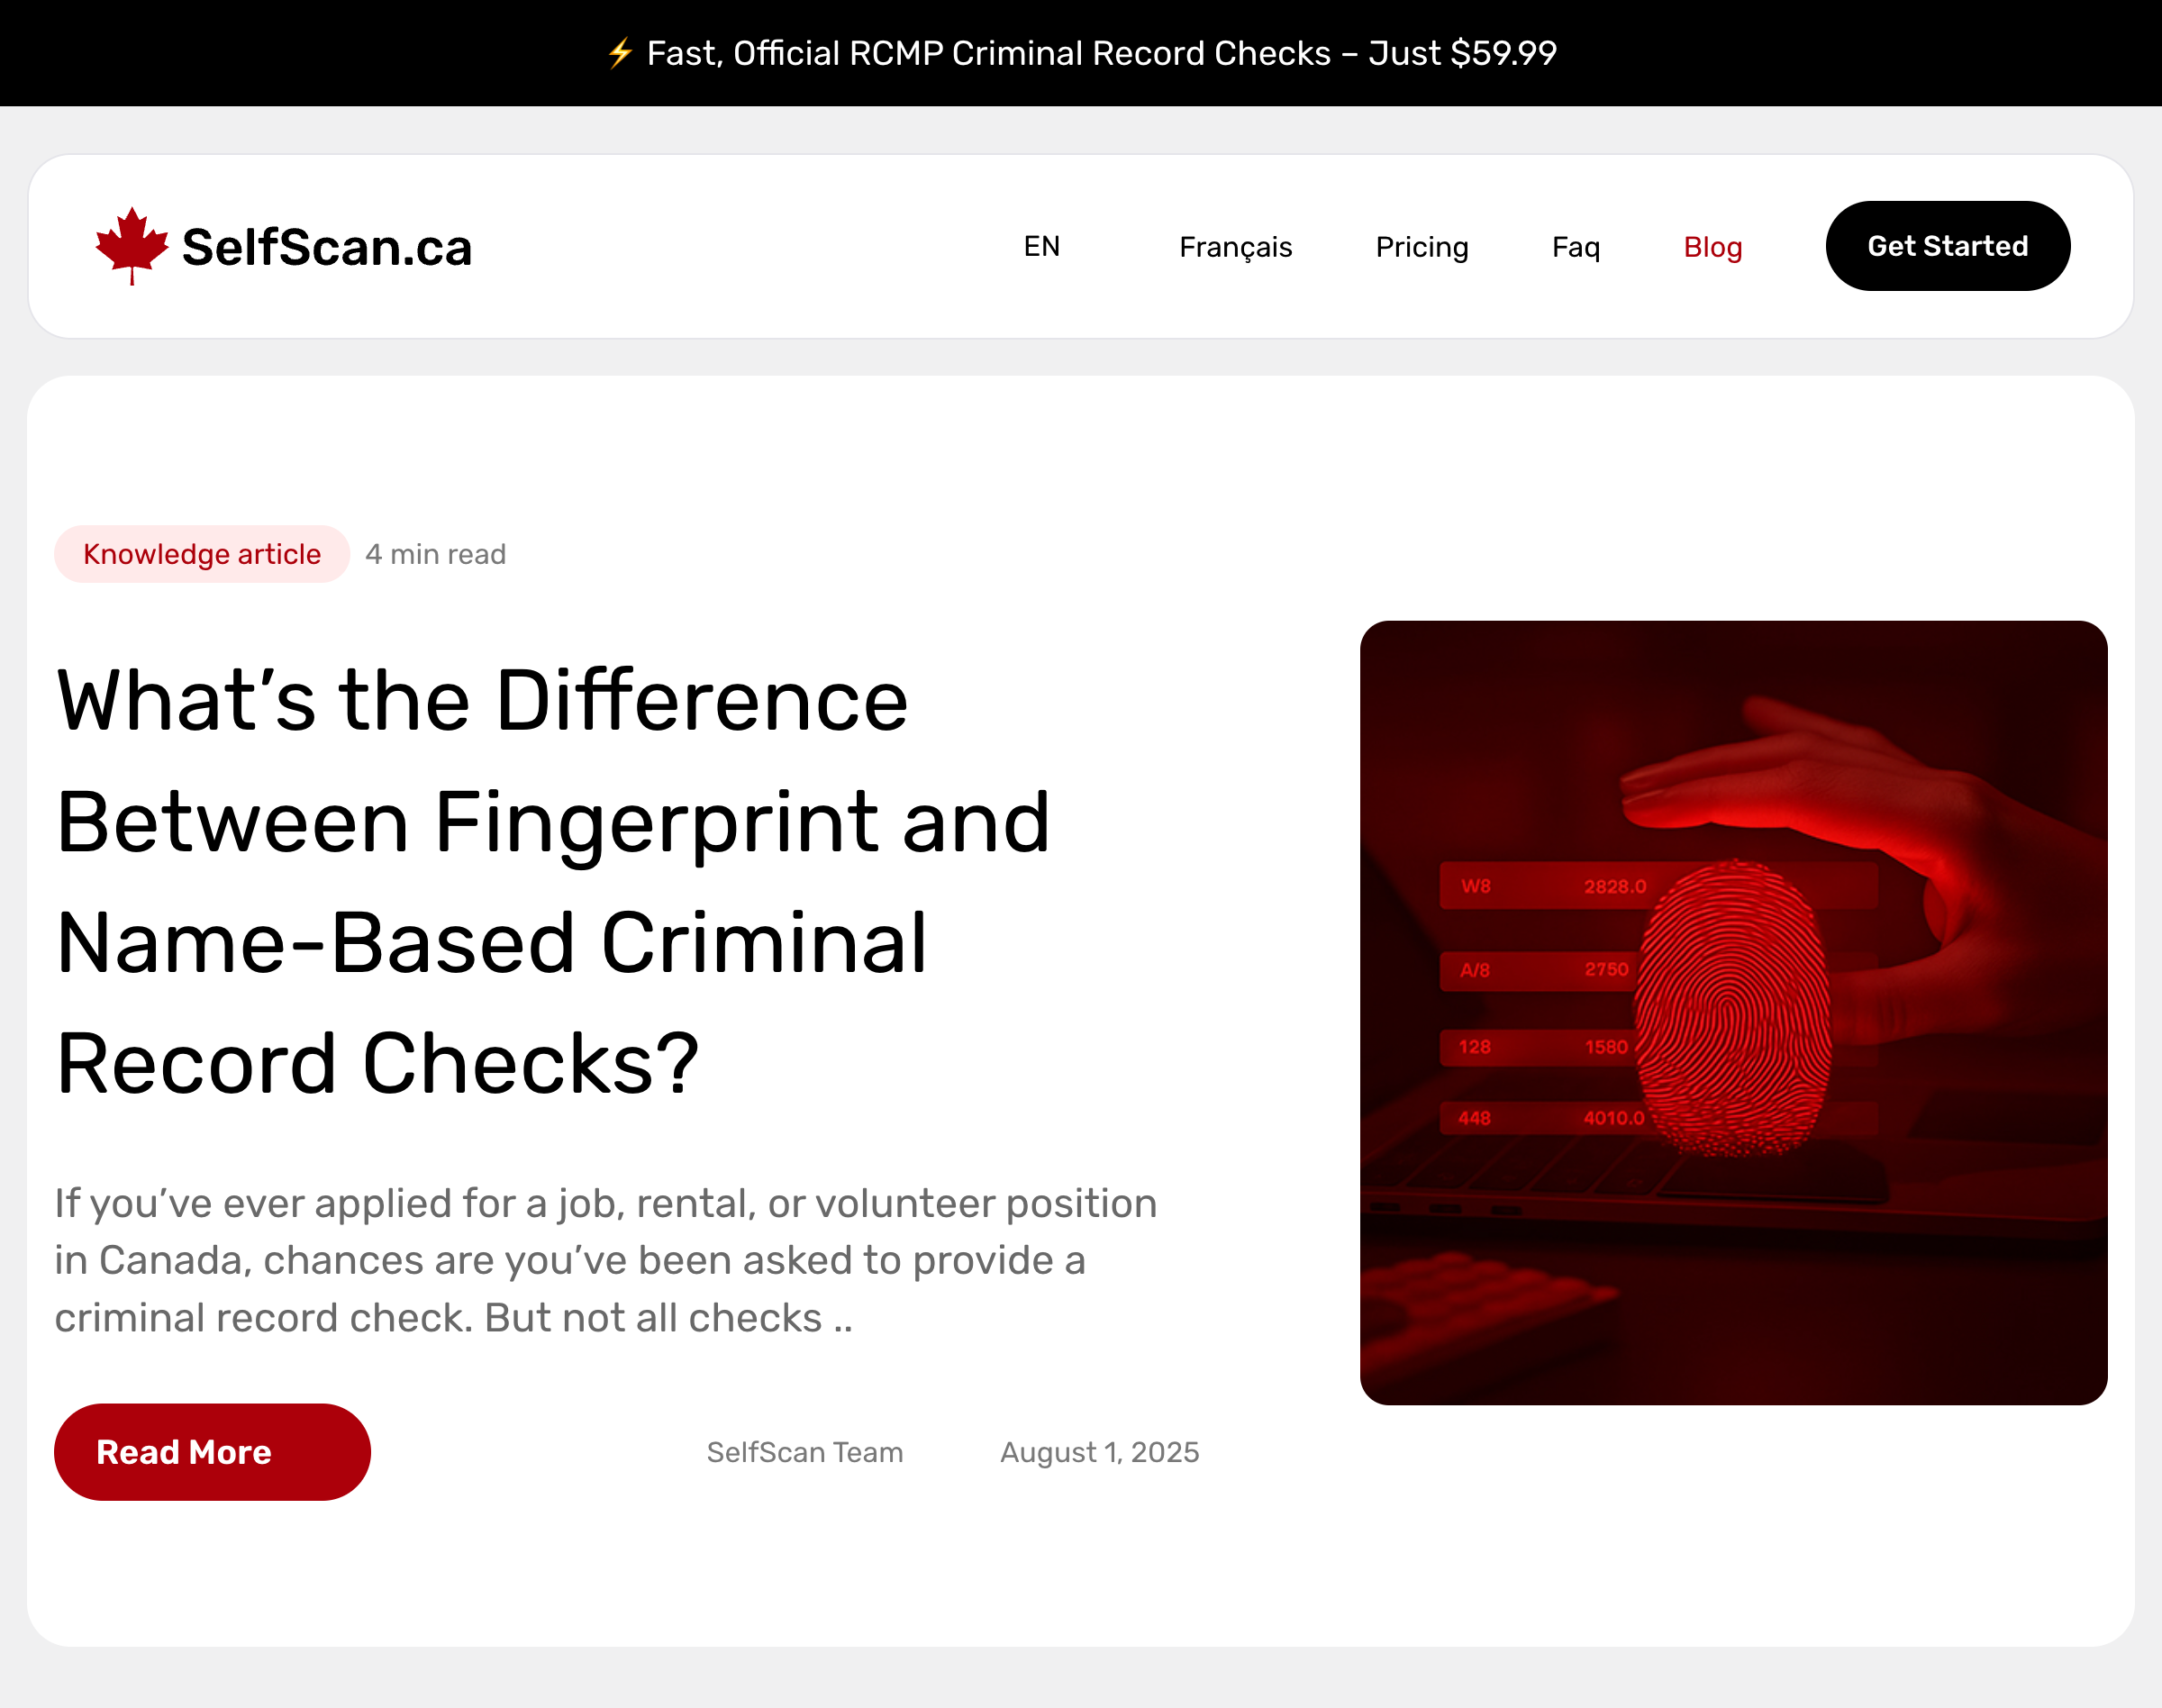 ⚡ Fast, Official RCMP Criminal Record Checks – Just $59.99
SelfScan.ca
EN
Français
Pricing
Faq
Blog
Get Started
Knowledge article
4 min read
What’s the Difference
Between Fingerprint and
Name-Based Criminal
Record Checks?
If you’ve ever applied for a job, rental, or volunteer position
in Canada, chances are you’ve been asked to provide a
criminal record check. But not all checks ..
Read More
SelfScan Team
August 1, 2025
W8 2828.0
A/8 2750
128 1580
448 4010.0